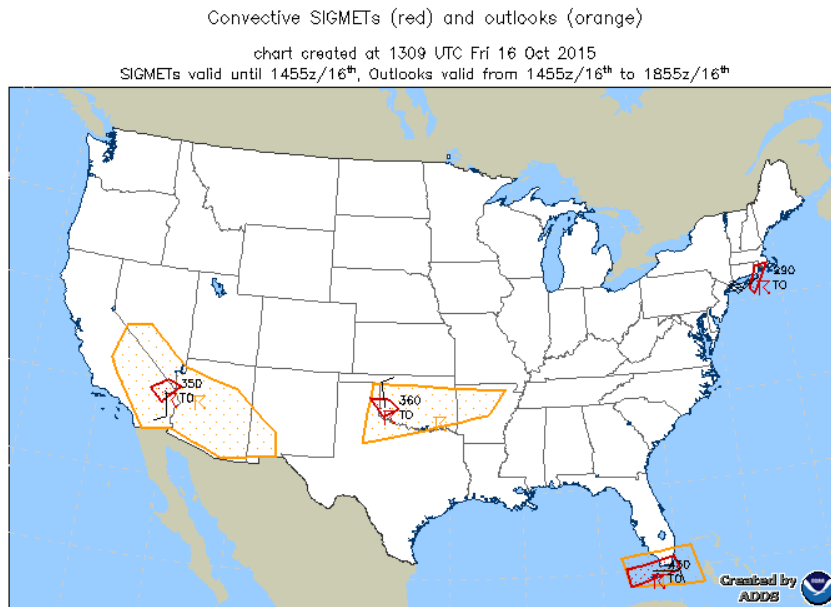 Convective SIGMETs (red) and outlooks (orange)
chart created at 1309 UTC Fri 16 Oct 2015
SIGMETs valid until 1455z/16th, Outlooks valid from 1455z/16th to 1855z/16th
290
TO
350
TO
360
TO
TO
Created by
ADDS